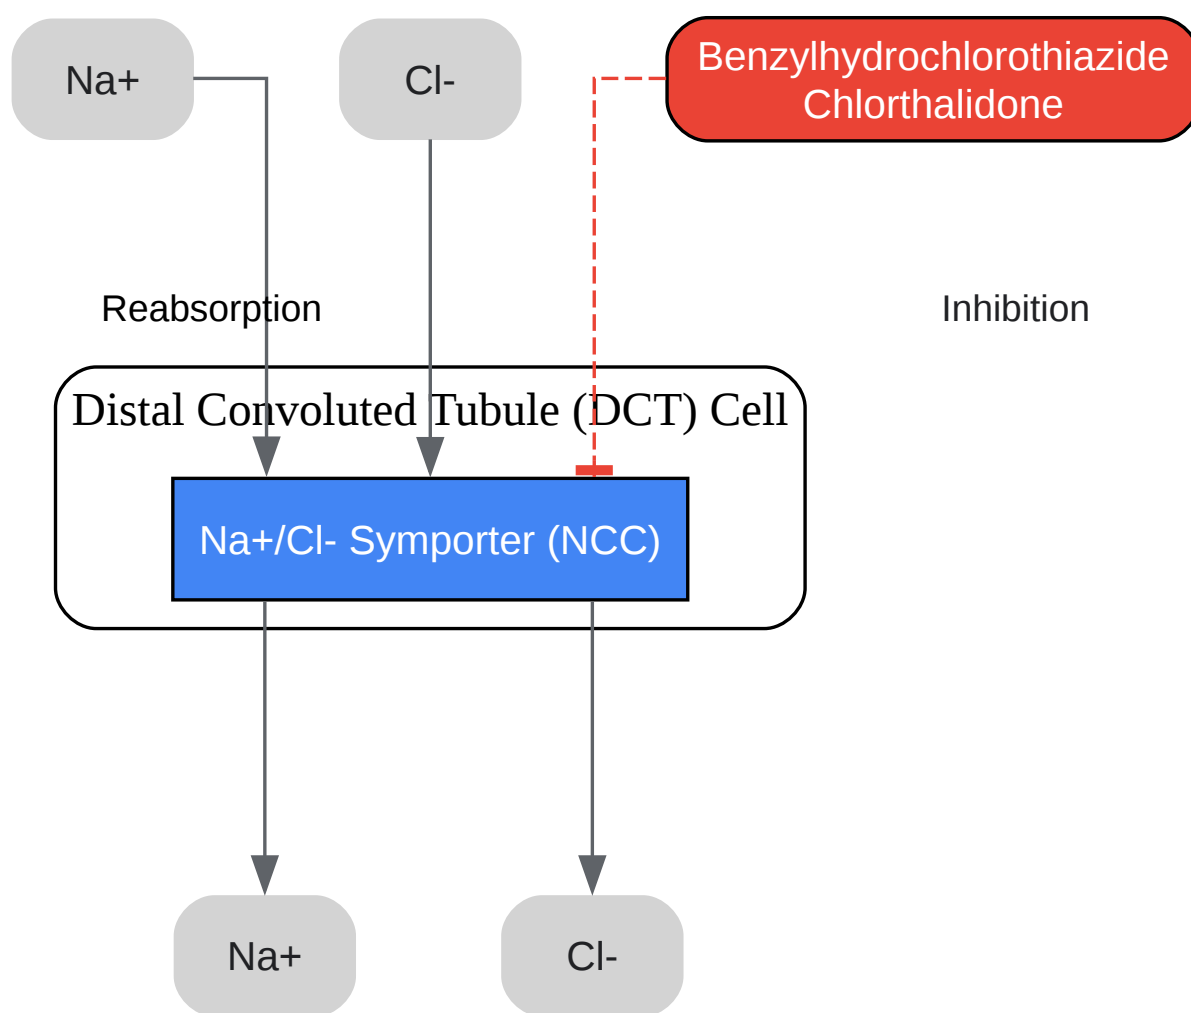 Na+
Cl-
Benzylhydrochlorothiazide
Chlorthalidone
Reabsorption
Inhibition
Distal Convoluted Tubule (DCT) Cell
Na+/Cl- Symporter (NCC)
Na+
Cl-